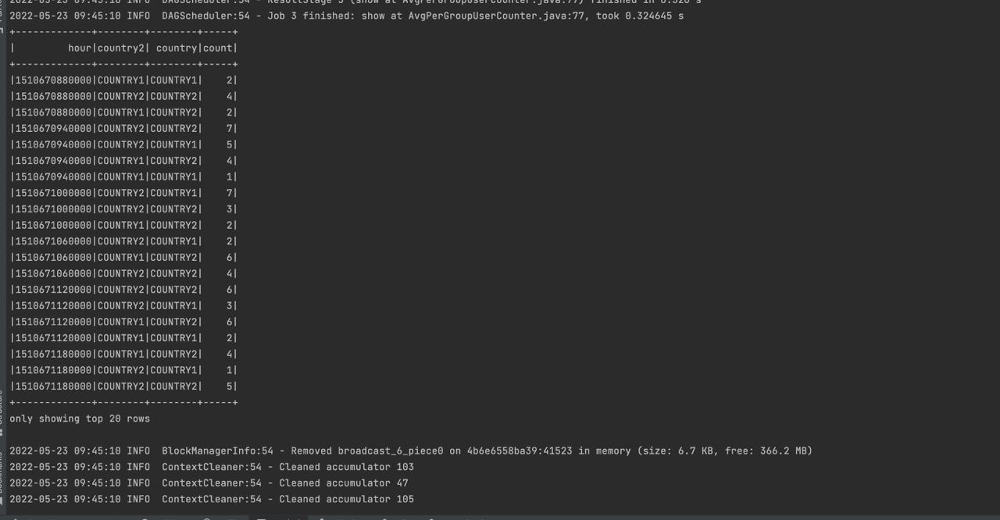 2022-05-23 09:45:10 INFO  DAGScheduler:54 - ResultStage 5 (show at AvgPerGroupUserCounter.java:77) finished in 0.320 s
2022-05-23 09:45:10 INFO  DAGScheduler:54 - Job 3 finished: show at AvgPerGroupUserCounter.java:77, took 0.324645 s
+-------------+--------+--------+-----+
|         hour|country2| country|count|
+-------------+--------+--------+-----+
|1510670880000|COUNTRY1|COUNTRY1|    2|
|1510670880000|COUNTRY2|COUNTRY2|    4|
|1510670880000|COUNTRY1|COUNTRY2|    2|
|1510670940000|COUNTRY2|COUNTRY2|    7|
|1510670940000|COUNTRY2|COUNTRY1|    5|
|1510670940000|COUNTRY1|COUNTRY2|    4|
|1510670940000|COUNTRY1|COUNTRY1|    1|
|1510671000000|COUNTRY2|COUNTRY1|    7|
|1510671000000|COUNTRY2|COUNTRY2|    3|
|1510671000000|COUNTRY1|COUNTRY2|    2|
|1510671060000|COUNTRY2|COUNTRY1|    2|
|1510671060000|COUNTRY1|COUNTRY2|    6|
|1510671060000|COUNTRY2|COUNTRY2|    4|
|1510671120000|COUNTRY2|COUNTRY2|    6|
|1510671120000|COUNTRY2|COUNTRY1|    3|
|1510671120000|COUNTRY1|COUNTRY2|    6|
|1510671120000|COUNTRY1|COUNTRY1|    2|
|1510671180000|COUNTRY1|COUNTRY2|    4|
|1510671180000|COUNTRY2|COUNTRY1|    1|
|1510671180000|COUNTRY2|COUNTRY2|    5|
+-------------+--------+--------+-----+
only showing top 20 rows
2022-05-23 09:45:10 INFO  BlockManagerInfo:54 - Removed broadcast_6_piece0 on 4b6e6558ba39:41523 in memory (size: 6.7 KB, free: 366.2 MB)
2022-05-23 09:45:10 INFO  ContextCleaner:54 - Cleaned accumulator 103
2022-05-23 09:45:10 INFO  ContextCleaner:54 - Cleaned accumulator 47
2022-05-23 09:45:10 INFO  ContextCleaner:54 - Cleaned accumulator 105